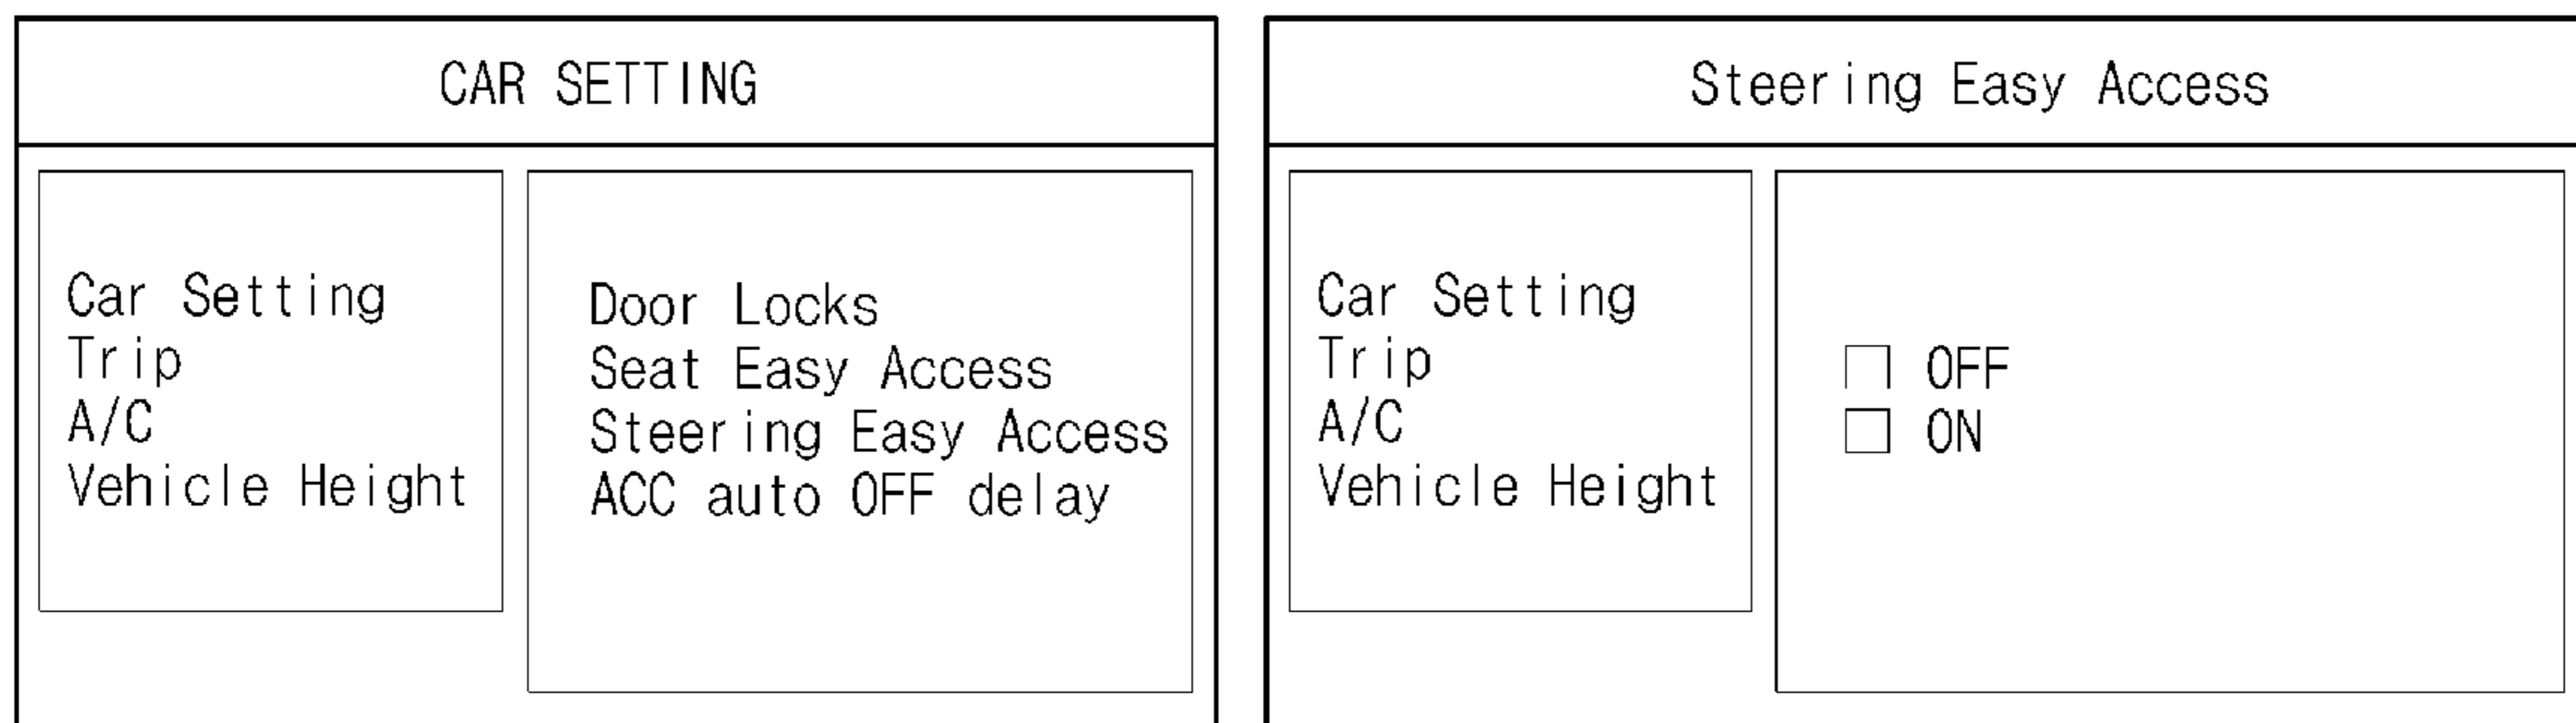 CAR SETTING
Car Setting
Trip
A/C
Vehicle Height
Door Locks
Seat Easy Access
Steering Easy Access
ACC auto OFF delay
Steering Easy Access
Car Setting
Trip
A/C
Vehicle Height
OFF
ON